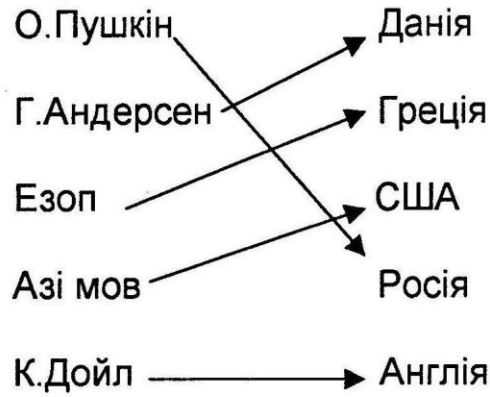 О.Пушкін Данія
Г.Андерсен Греція
Езоп США
Азі мов Росія
К.Дойл Англія